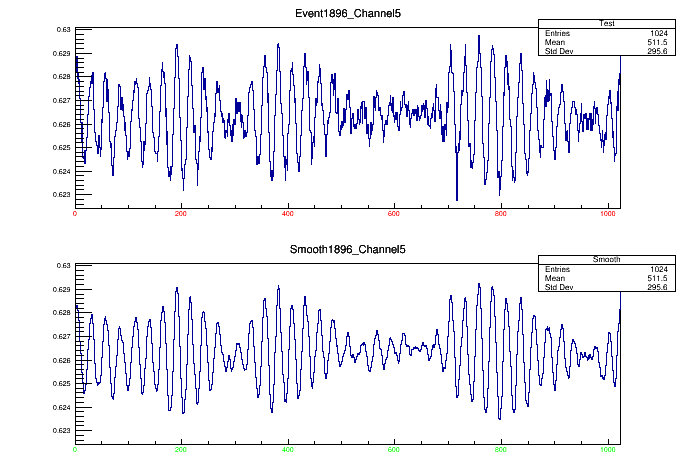 Event1896_Channel5
Test
Entries 1024
Mean 511.5
Std Dev 295.6
0.63
0.629
0.628
0.627
0.626
0.625
0.624
0.623
0 200 400 600 800 1000
Smooth1896_Channel5
Smooth
Entries 1024
Mean 511.5
Std Dev 295.6
0.63
0.629
0.628
0.627
0.626
0.625
0.624
0.623
0 200 400 600 800 1000